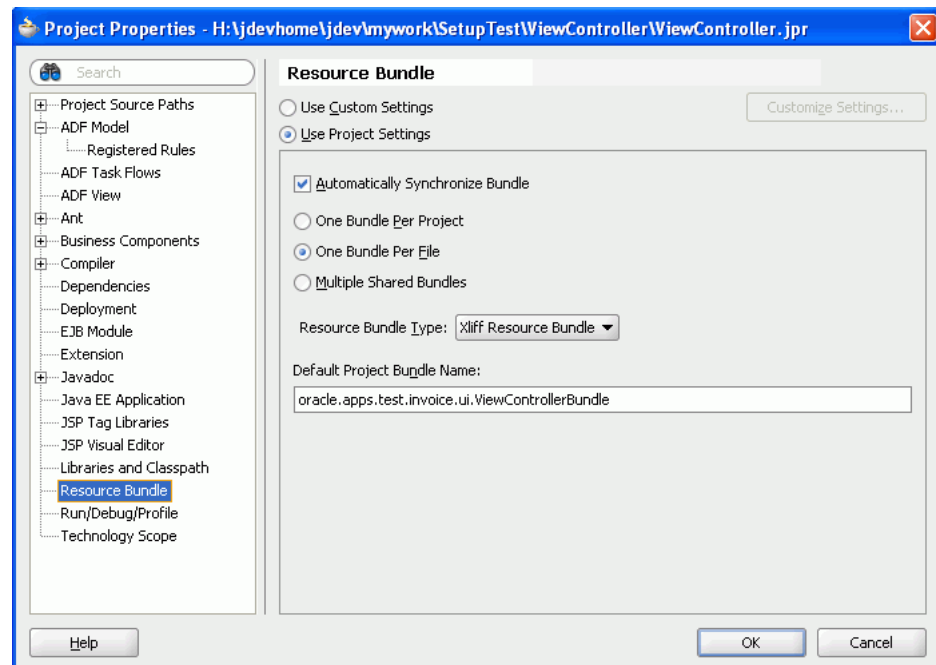 Project Properties - H:\jdevhome\jdev\mywork\SetupTest\ViewController\ViewController.jpr
Search
Project Source Paths
ADF Model
Registered Rules
ADF Task Flows
ADF View
Ant
Business Components
Compiler
Dependencies
Deployment
EJB Module
Extension
Javadoc
Java EE Application
JSP Tag Libraries
JSP Visual Editor
Libraries and Classpath
Resource Bundle
Run/Debug/Profile
Technology Scope
Resource Bundle
Use Custom Settings
Customize Settings...
Use Project Settings
Automatically Synchronize Bundle
One Bundle Per Project
One Bundle Per File
Multiple Shared Bundles
Resource Bundle Type: Xliff Resource Bundle
Default Project Bundle Name:
oracle.apps.test.invoice.ui.ViewControllerBundle
Help
OK
Cancel